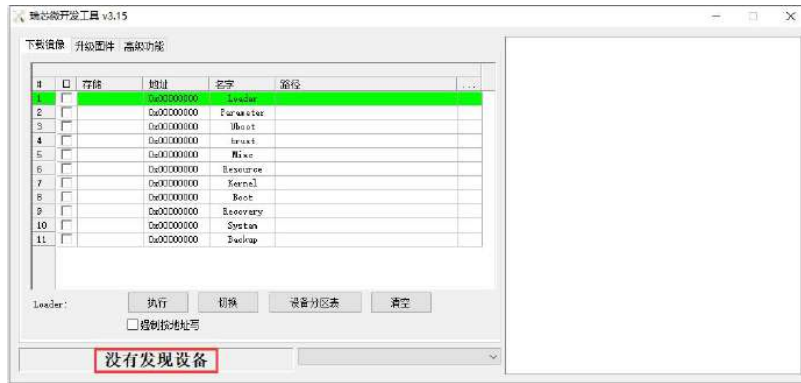 瑞芯微开发工具 v3.15
下载镜像 升级固件 高级功能
# 存储 地址 名字 路径 ...
1 0x00000000 Loader
2 0x00000000 Parameter
3 0x00000000 Uboot
4 0x00000000 trust
5 0x00000000 Misc
6 0x00000000 Resource
7 0x00000000 Kernel
8 0x00000000 Boot
9 0x00000000 Recovery
10 0x00000000 System
11 0x00000000 Backup
Loader: 执行 切换 设备分区表 清空
强制按地址写
没有发现设备